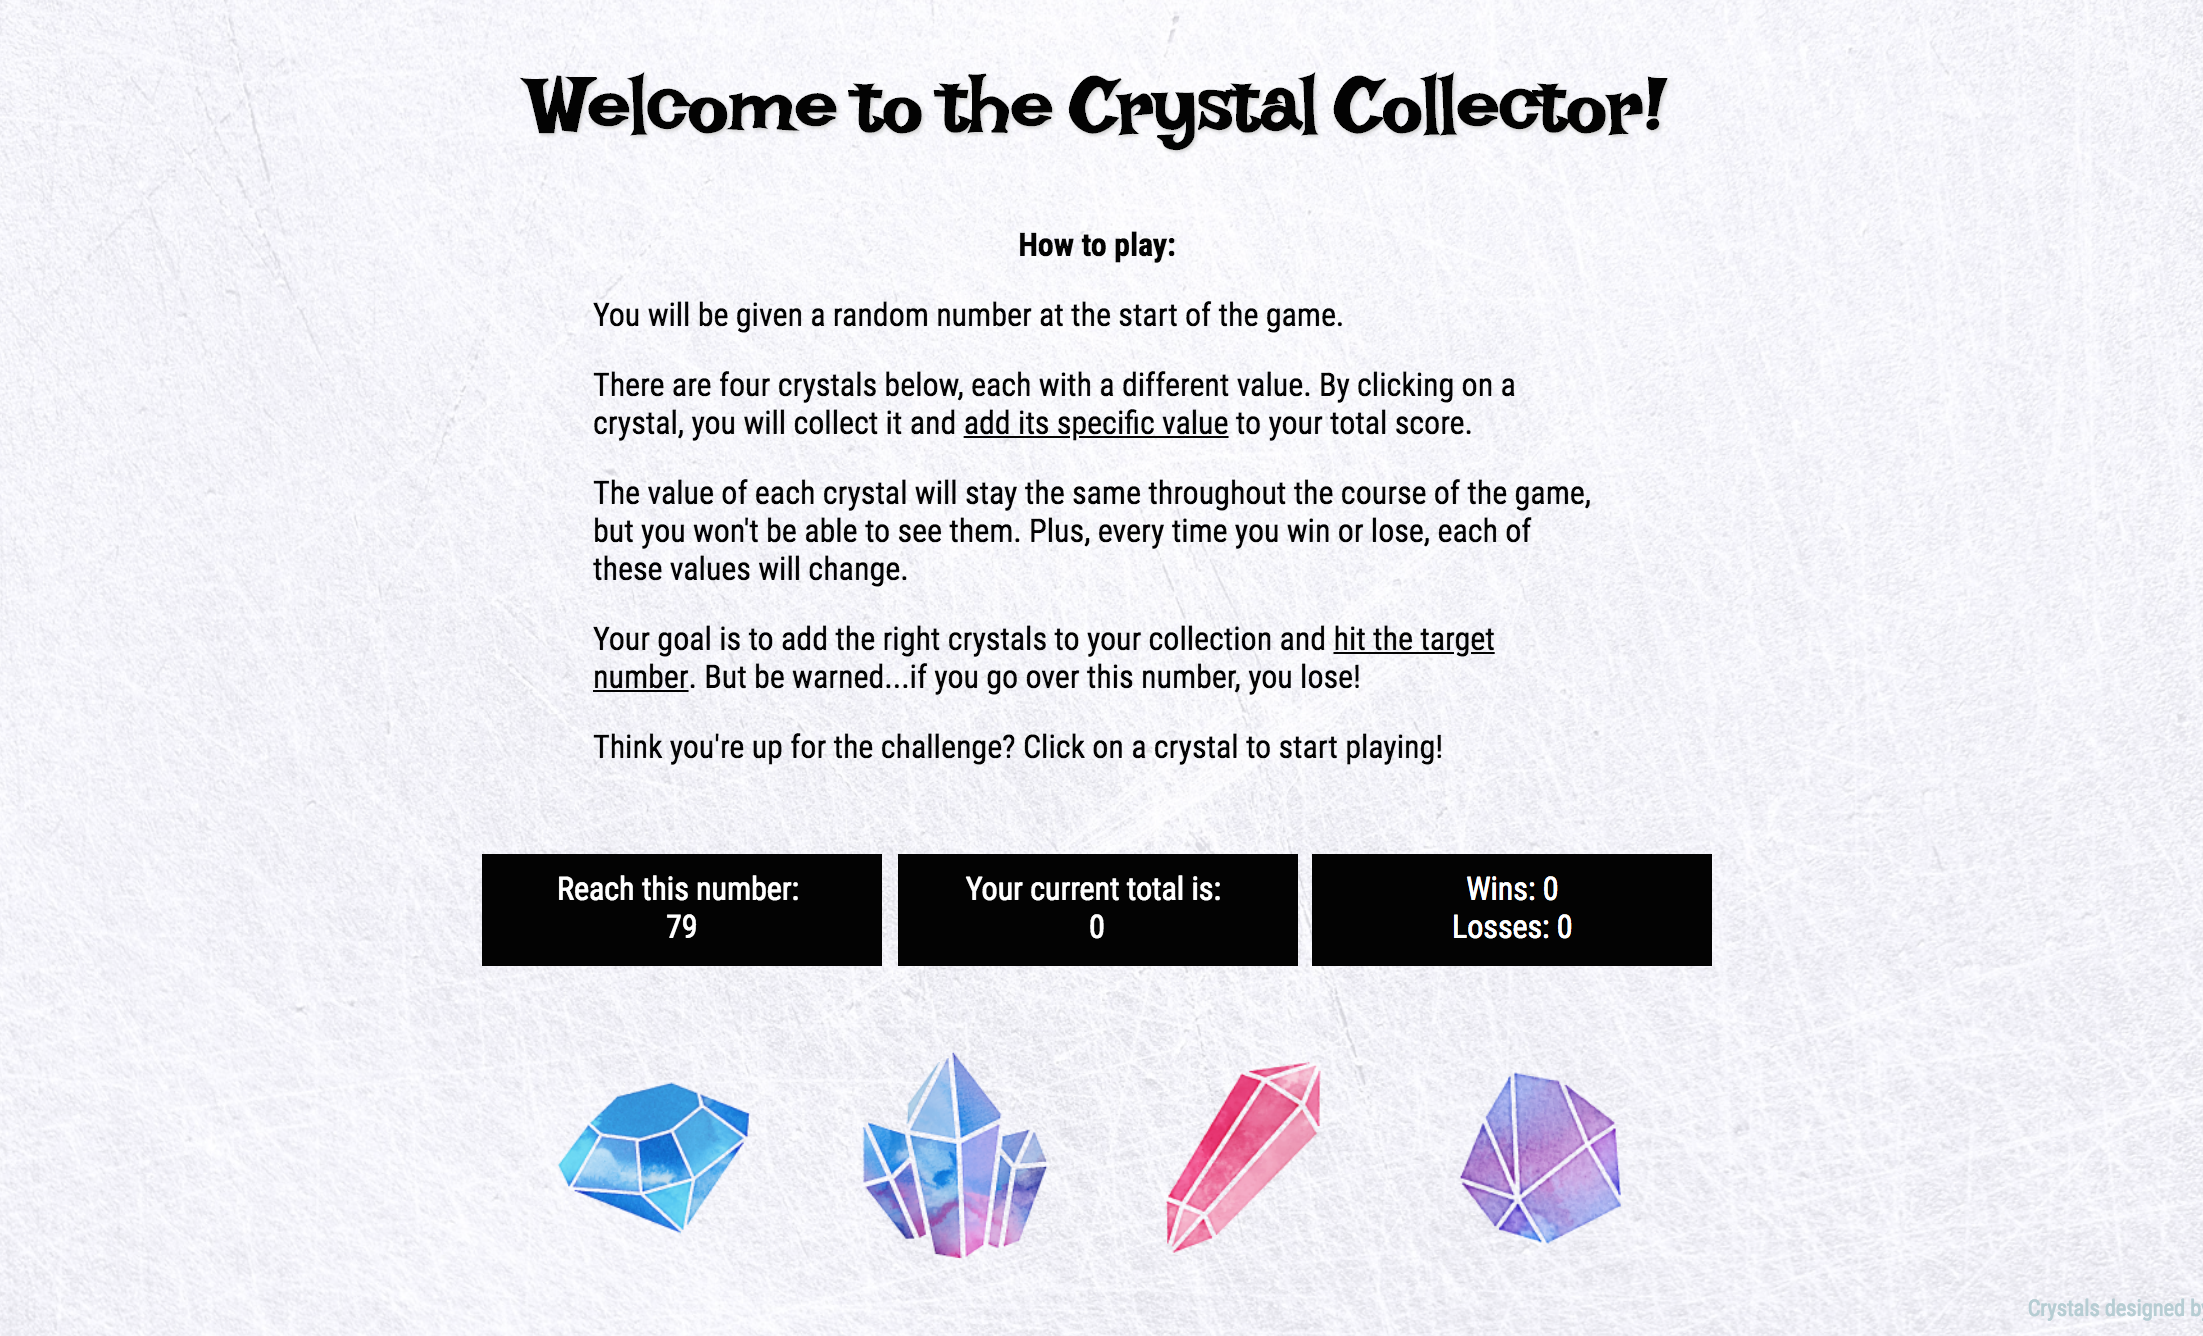 Welcome to the Crystal Collector!
How to play:
You will be given a random number at the start of the game.
There are four crystals below, each with a different value. By clicking on a
crystal, you will collect it and add its specific value to your total score.
The value of each crystal will stay the same throughout the course of the game,
but you won't be able to see them. Plus, every time you win or lose, each of
these values will change.
Your goal is to add the right crystals to your collection and hit the target
number. But be warned...if you go over this number, you lose!
Think you're up for the challenge? Click on a crystal to start playing!
Reach this number:
79
Your current total is:
0
Wins: 0
Losses: 0
Crystals designed